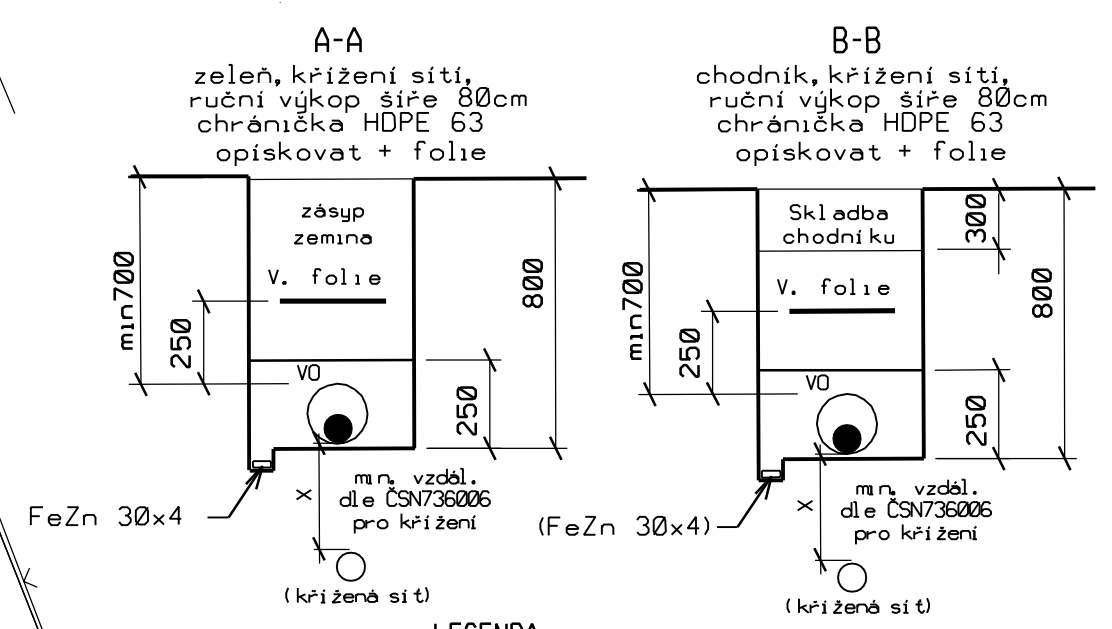 A-A
zeleň, křížení sítí,
ruční výkop šíře 80cm
chránička HDPE 63
opískovat + folie
zásyp
zemina
V. folie
min700
250
800
VO
250
FeZn 30x4
X
min. vzdál.
dle ČSN736006
pro křížení
(křižená síť)
B-B
chodník, křížení sítí,
ruční výkop šíře 80cm
chránička HDPE 63
opískovat + folie
Skladba
chodníku
300
V. folie
min700
250
800
VO
250
(FeZn 30x4)
X
min. vzdál.
dle ČSN736006
pro křížení
(křižená síť)
LEGENDA